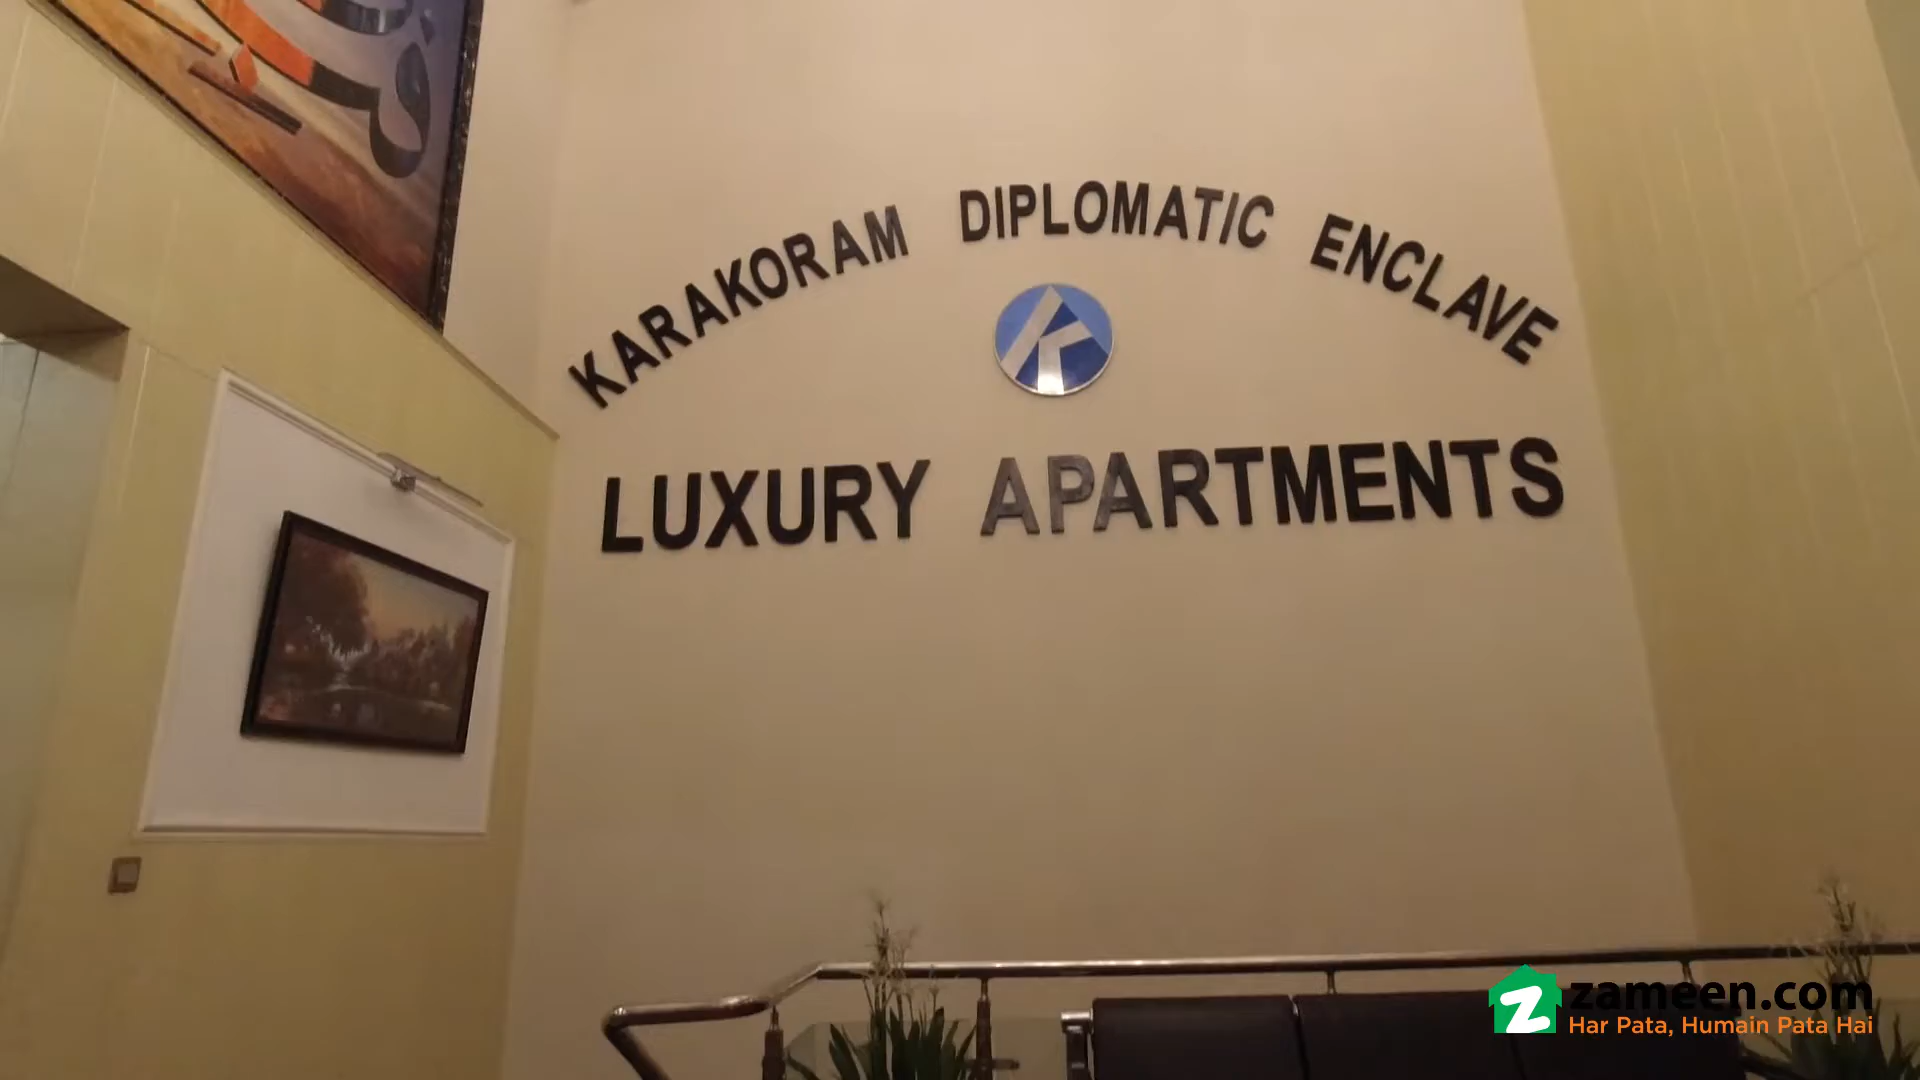 KARAKORAM DIPLOMATIC ENCLAVE
LUXURY APARTMENTS
zameen.com
Har Pata, Humain Pata Hai